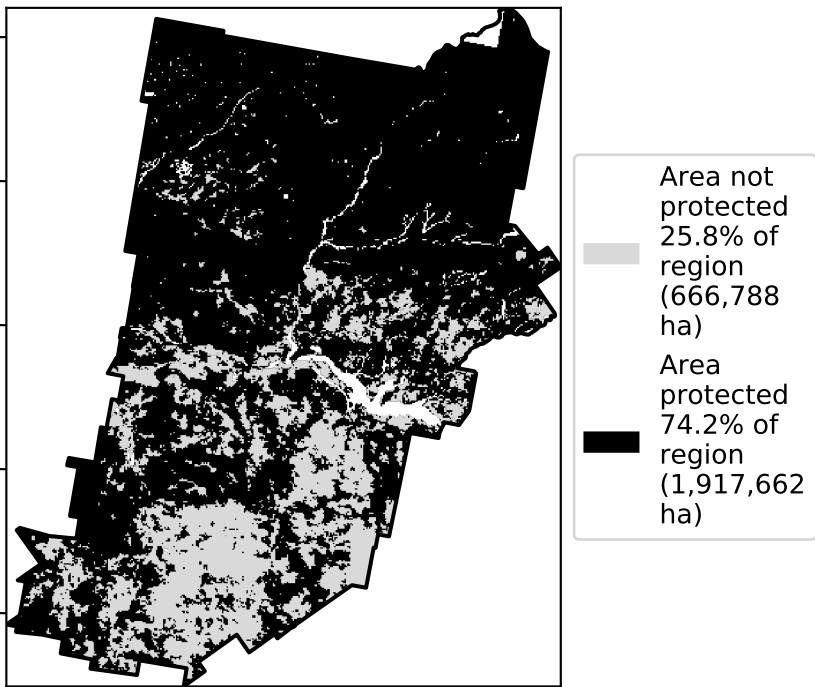 Area not
protected
25.8% of
region
(666,788
ha)
Area
protected
74.2% of
region
(1,917,662
ha)